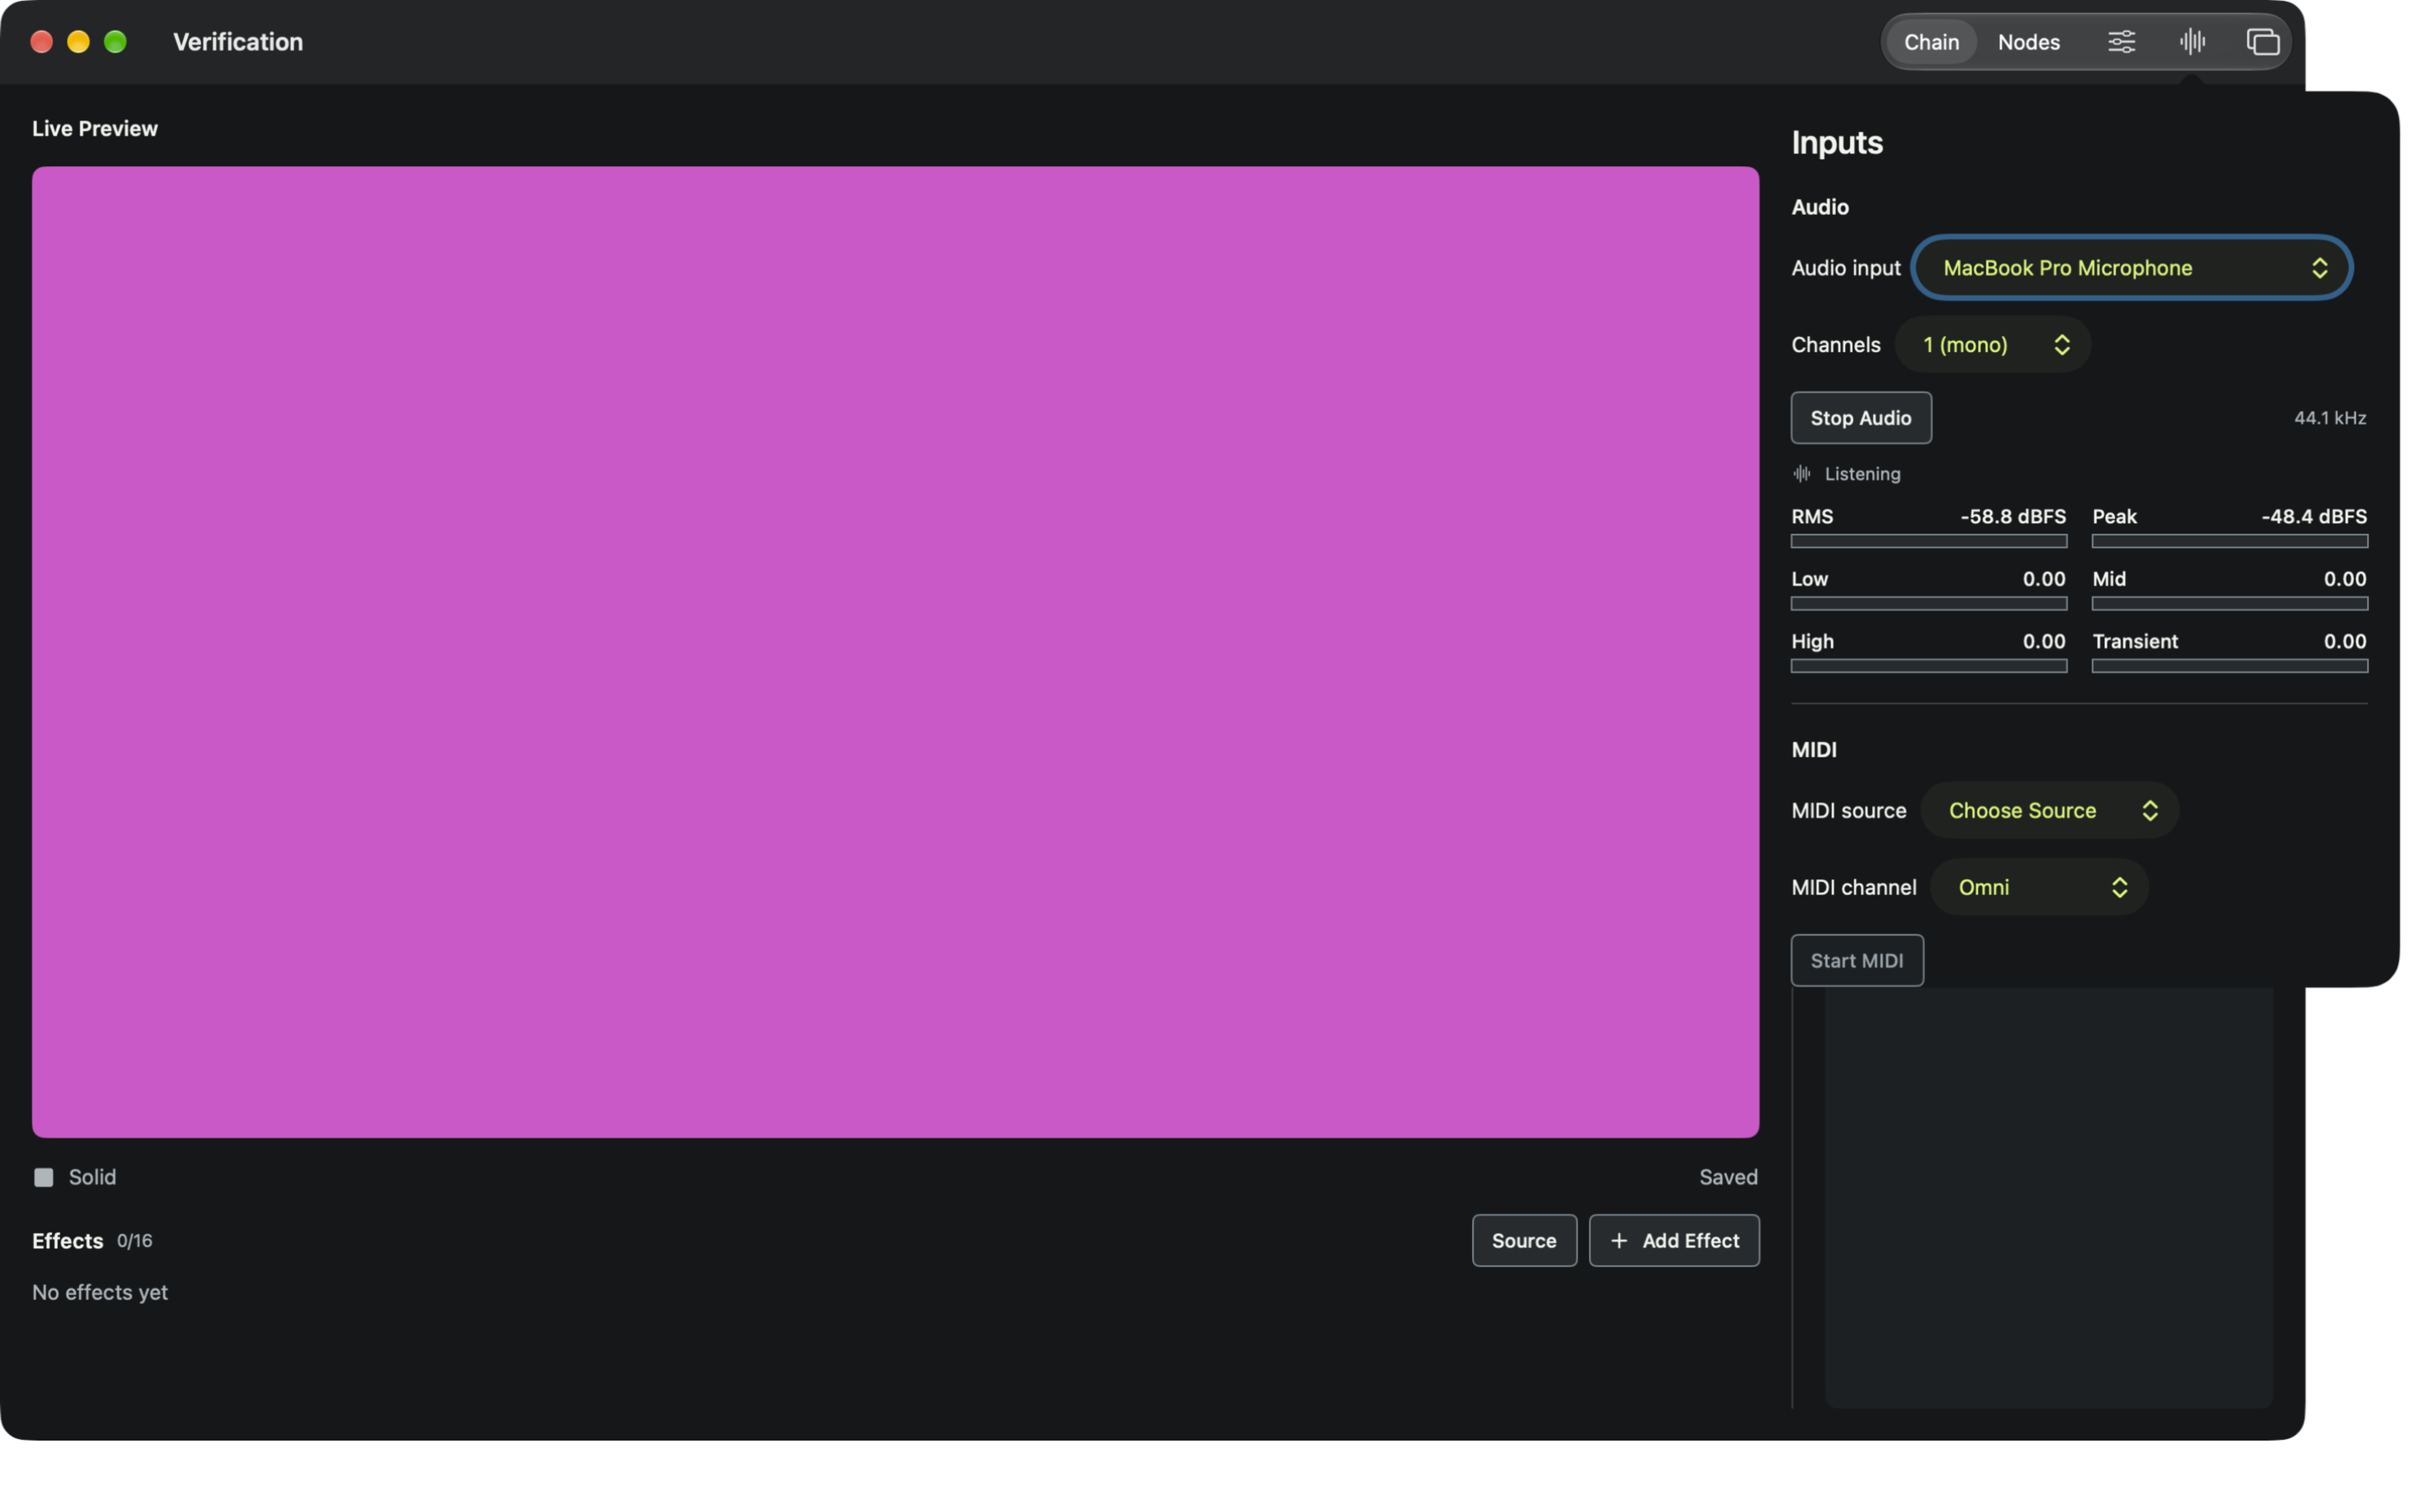 Verification
Chain Nodes
Live Preview
Inputs
Audio
Audio input MacBook Pro Microphone
Channels 1 (mono)
Stop Audio 44.1 kHz
Listening
RMS -58.8 dBFS Peak -48.4 dBFS
Low 0.00 Mid 0.00
High 0.00 Transient 0.00
MIDI
MIDI source Choose Source
MIDI channel Omni
Start MIDI
Solid Saved
Effects 0/16 Source + Add Effect
No effects yet